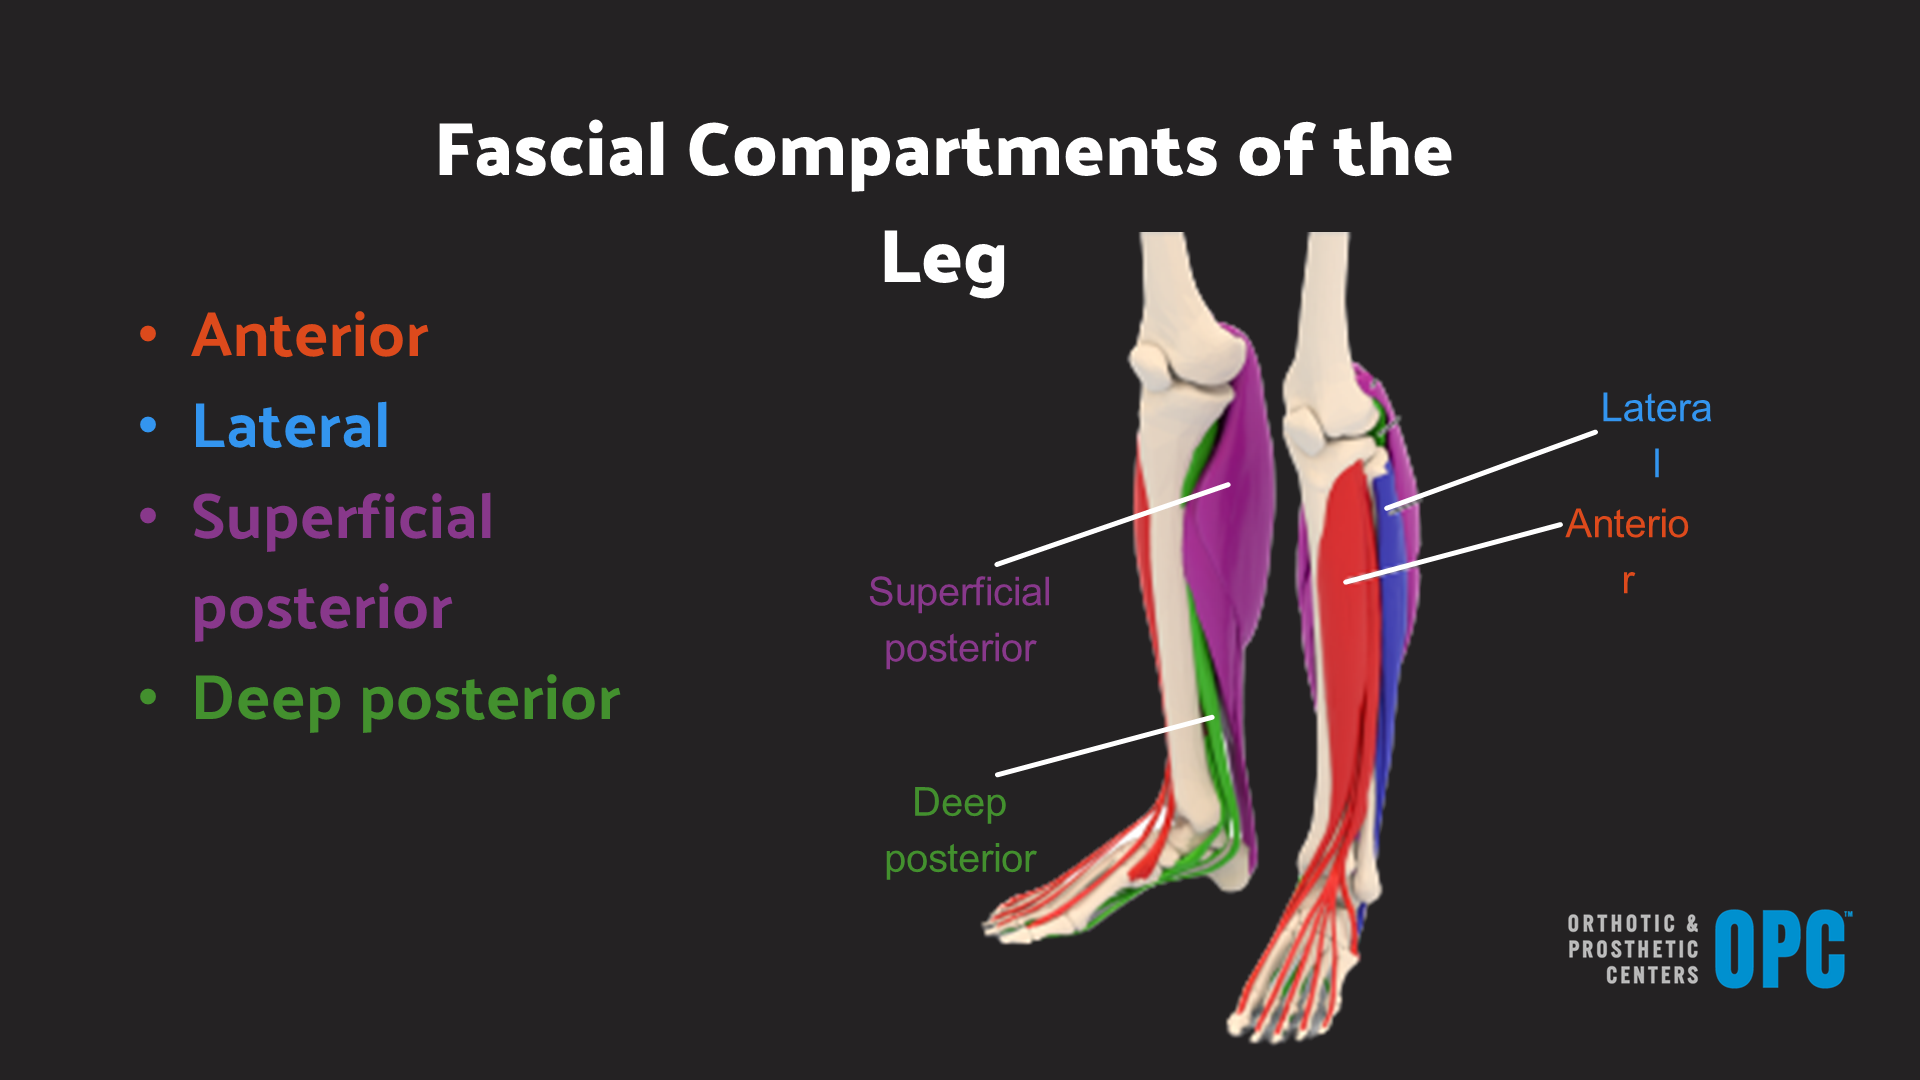 Fascial Compartments of the
Leg
• Anterior
• Lateral
• Superficial
posterior
• Deep posterior
Superficial
posterior
Deep
posterior
Latera
l
Anterio
r
ORTHOTIC &
PROSTHETIC
CENTERS
OPC™